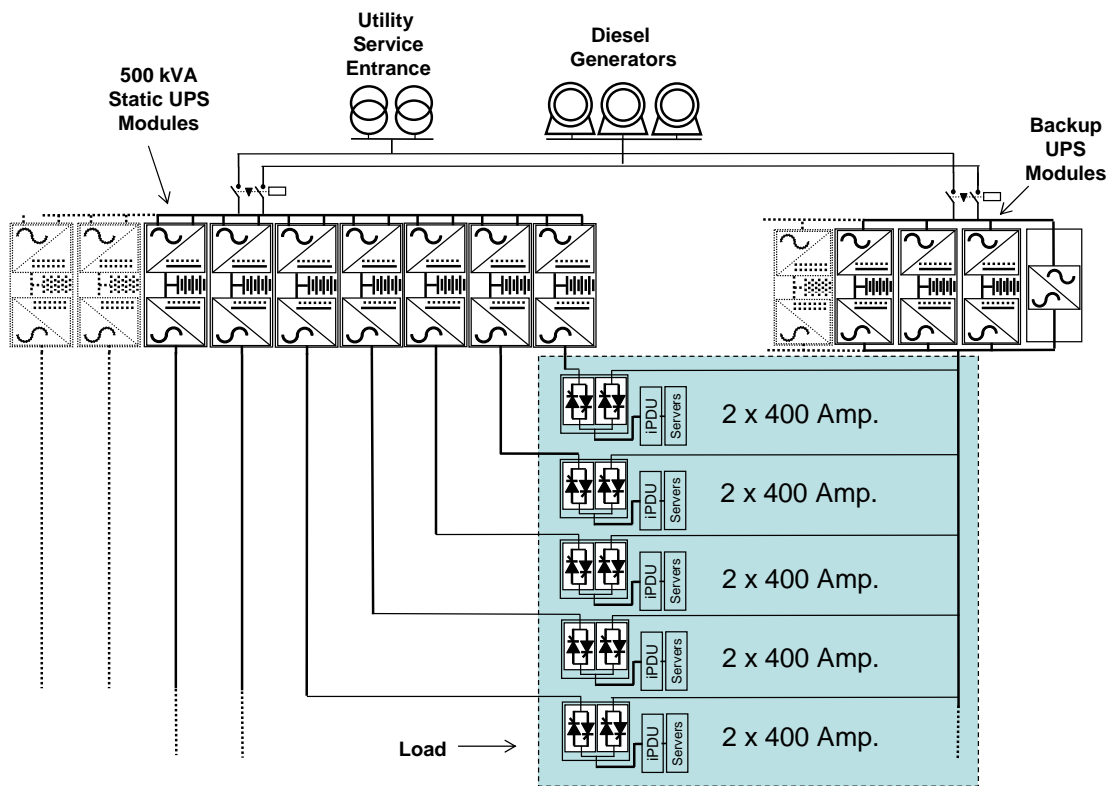 Utility
Service
Entrance
Diesel
Generators
500 kVA
Static UPS
Modules
Backup
UPS
Modules
iPDU
Servers
2 x 400 Amp.
iPDU
Servers
2 x 400 Amp.
iPDU
Servers
2 x 400 Amp.
iPDU
Servers
2 x 400 Amp.
iPDU
Servers
2 x 400 Amp.
Load